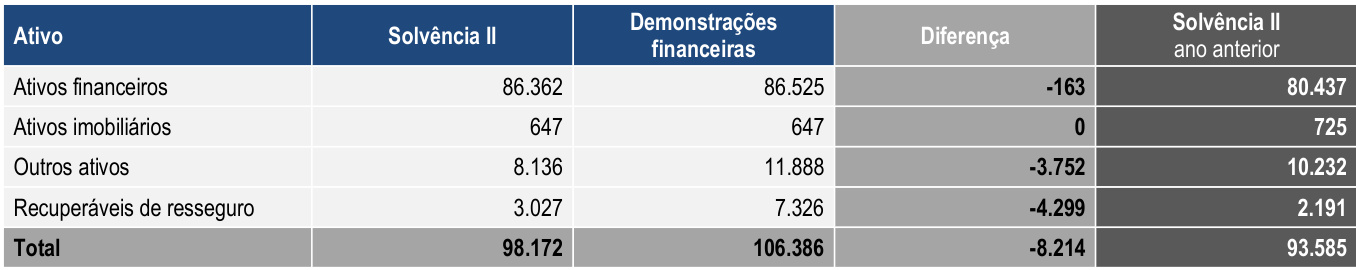 Ativo Solvência II Demonstrações financeiras Diferença Solvência II ano anterior
Ativos financeiros 86.362 86.525 -163 80.437
Ativos imobiliários 647 647 0 725
Outros ativos 8.136 11.888 -3.752 10.232
Recuperáveis de resseguro 3.027 7.326 -4.299 2.191
Total 98.172 106.386 -8.214 93.585